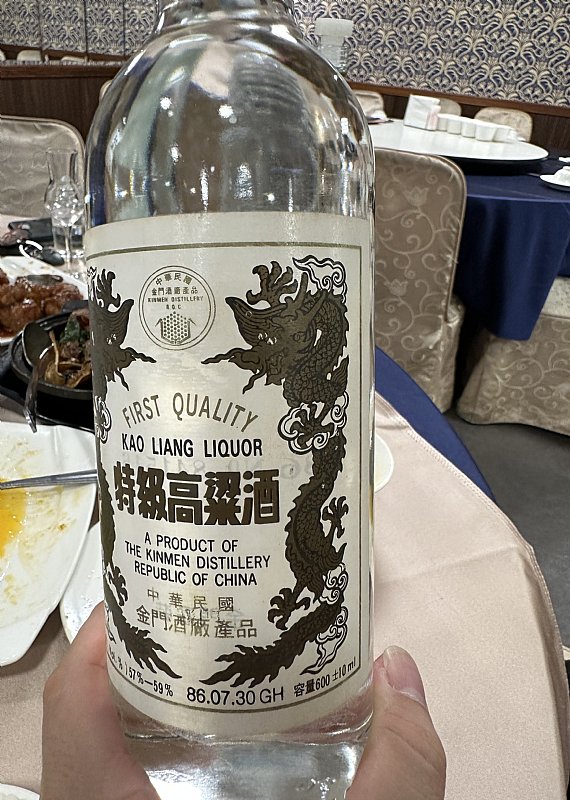 中華民國
金門酒廠產品
KINMEN DISTILLERY
R.O.C
FIRST QUALITY
KAO LIANG LIQUOR
特級高粱酒
A PRODUCT OF
THE KINMEN DISTILLERY
REPUBLIC OF CHINA
中華民國
金門酒廠產品
57%—59% 86.07.30 GH 容量600±10ml